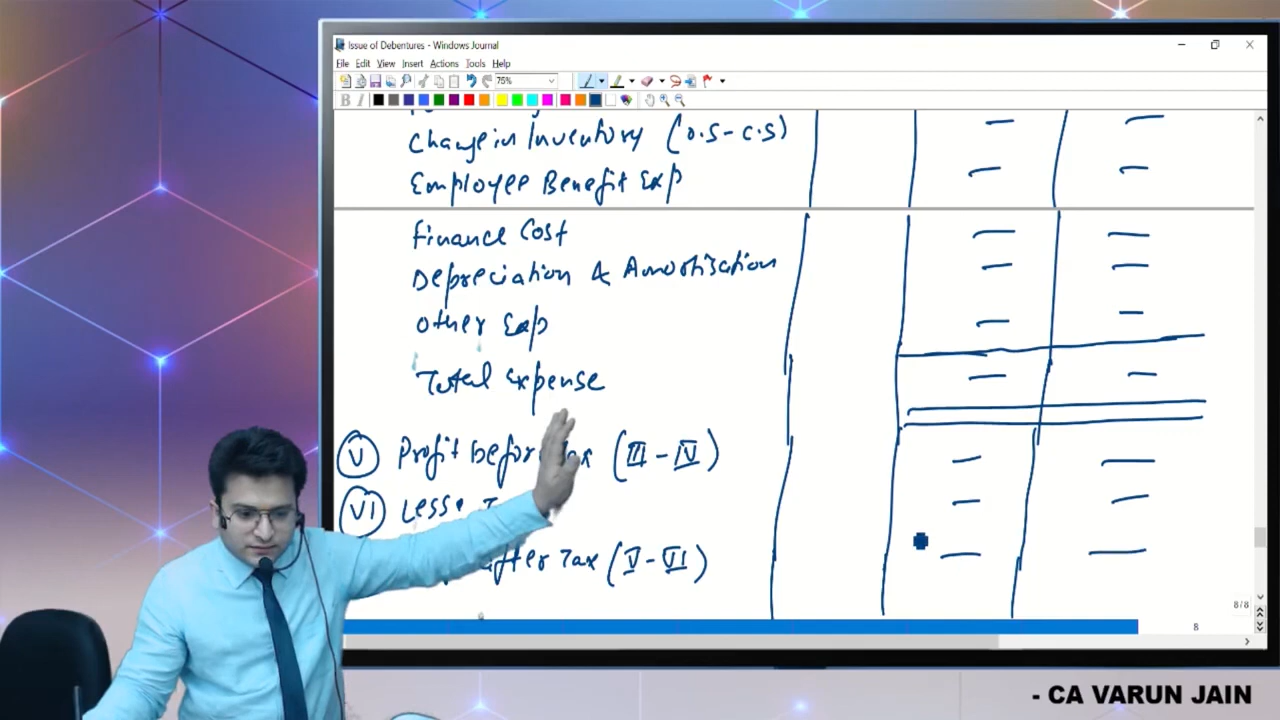 Issue of Debentures - Windows Journal
File Edit View Insert Actions Tools Help
75%
B I
Change in Inventory (O.S - C.S)
Employee Benefit Exp
Finance Cost
Depreciation & Amortisation
Other Exp
Total expense
V Profit before Tax (III - IV)
VI Less:
after Tax (V - VI)
8/8
8
- CA VARUN JAIN